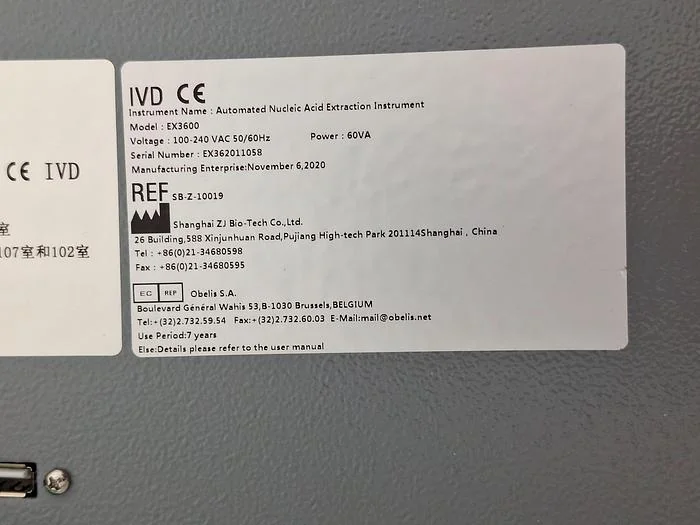 CE IVD
室
107室和102室
IVD CE
Instrument Name : Automated Nucleic Acid Extraction Instrument
Model : EX3600
Voltage : 100-240 VAC 50/60Hz Power : 60VA
Serial Number : EX362011058
Manufacturing Enterprise:November 6,2020
REF SB-Z-10019
Shanghai ZJ Bio-Tech Co.,Ltd.
26 Building,588 Xinjunhuan Road,Pujiang High-tech Park 201114Shanghai , China
Tel : +86(0)21-34680598
Fax : +86(0)21-34680595
EC REP Obelis S.A.
Boulevard Général Wahis 53,B-1030 Brussels,BELGIUM
Tel:+(32)2.732.59.54 Fax:+(32)2.732.60.03 E-Mail:mail@obelis.net
Use Period:7 years
Else:Details please refer to the user manual